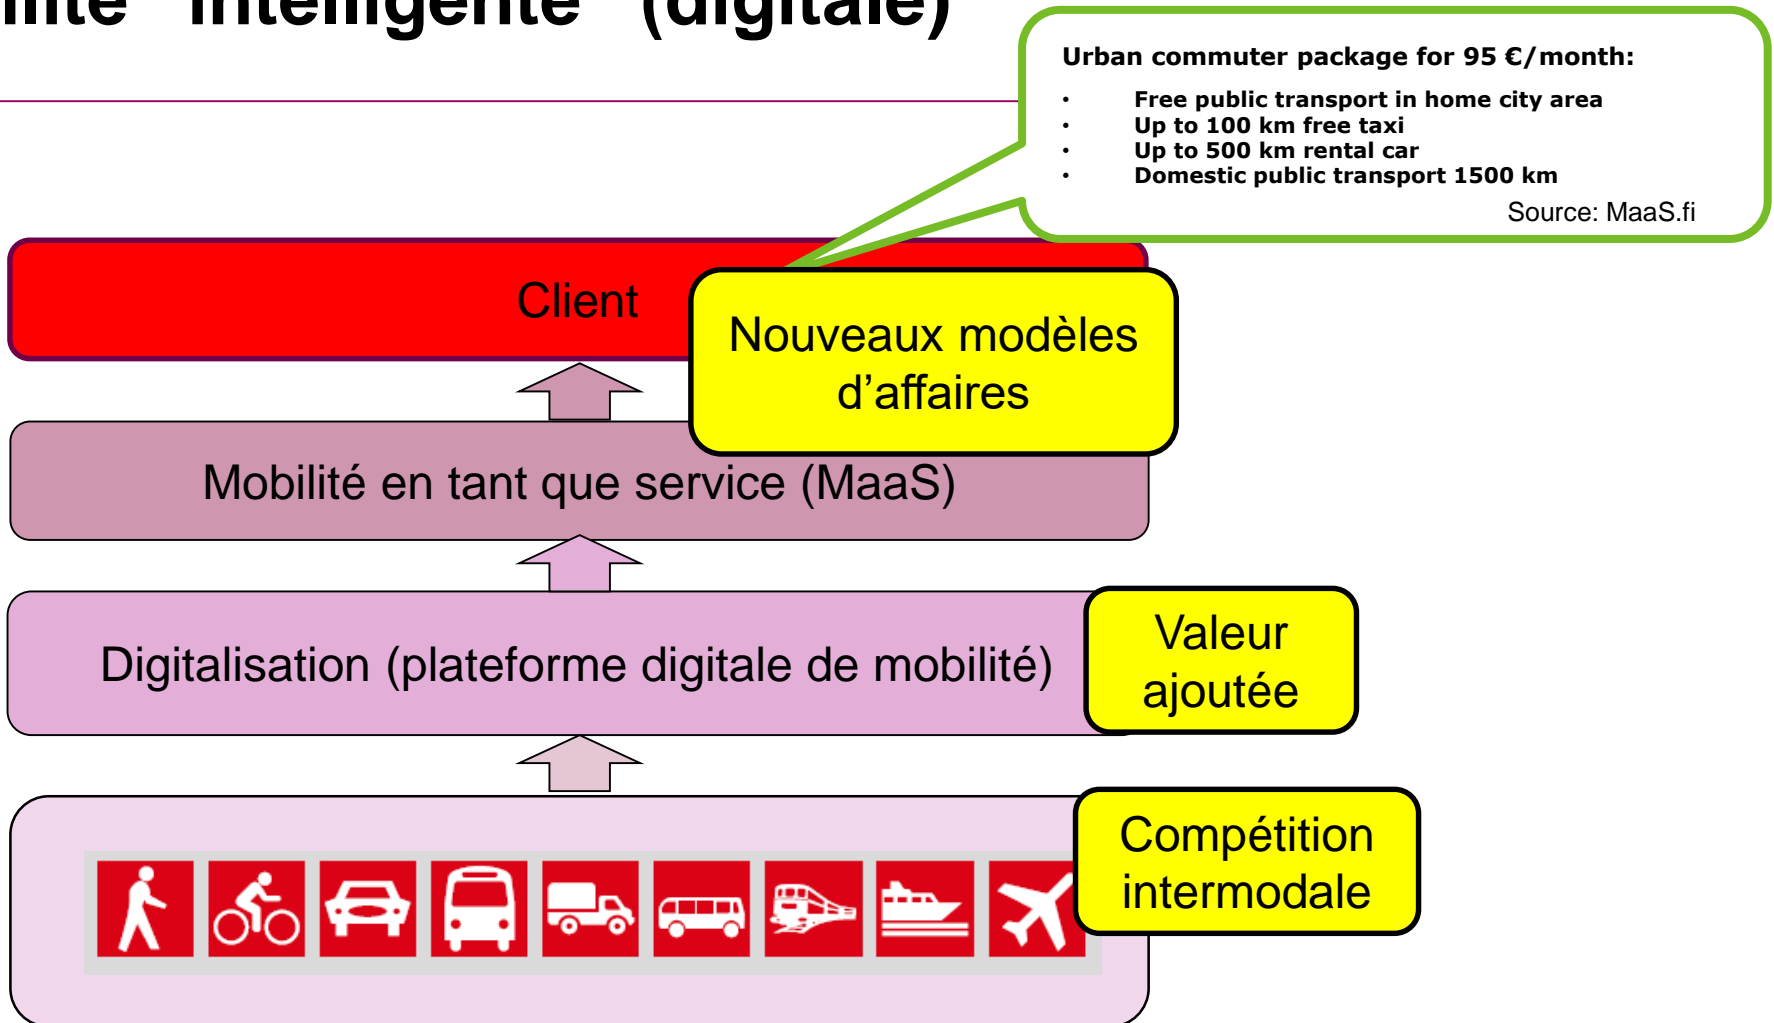 intelligente (digitale)
Urban commuter package for 95 €/month:
• Free public transport in home city area
• Up to 100 km free taxi
• Up to 500 km rental car
• Domestic public transport 1500 km
Source: MaaS.fi
Client
Nouveaux modèles
d’affaires
Mobilité en tant que service (MaaS)
Digitalisation (plateforme digitale de mobilité)
Valeur
ajoutée
Compétition
intermodale